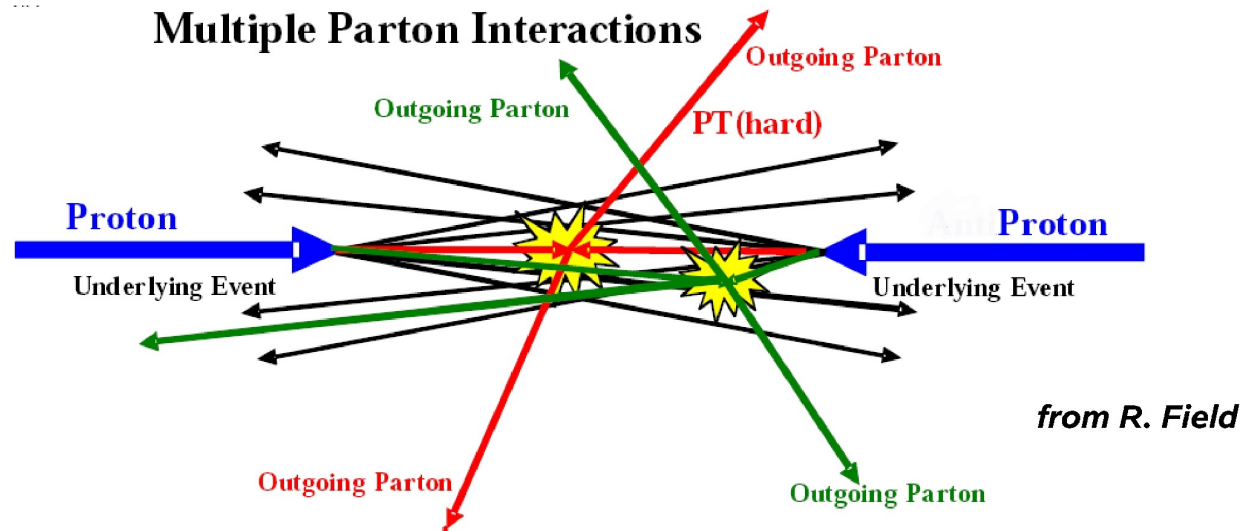 Multiple Parton Interactions
Outgoing Parton
Outgoing Parton
PT(hard)
Proton
Proton
Underlying Event
Underlying Event
from R. Field
Outgoing Parton
Outgoing Parton